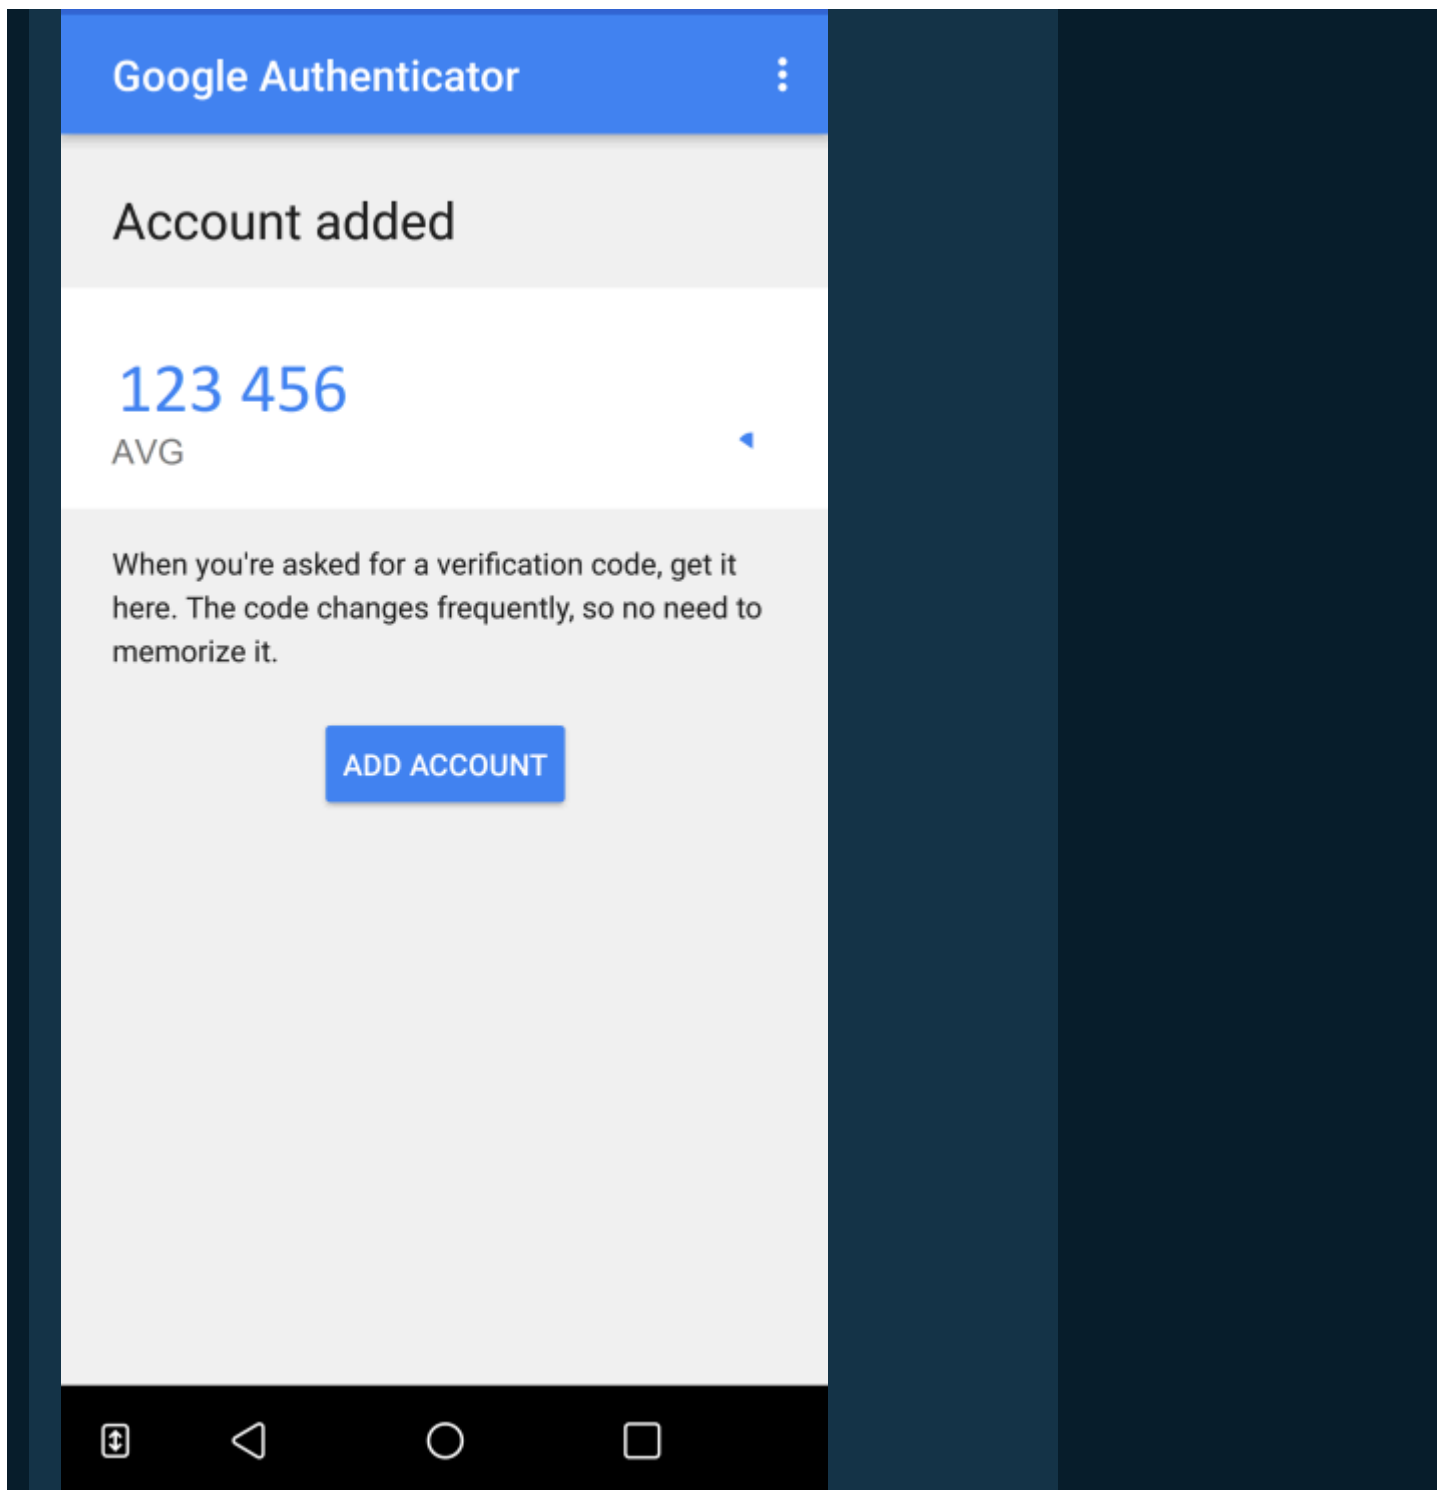 Google Authenticator
Account added
123 456
AVG
When you're asked for a verification code, get it
here. The code changes frequently, so no need to
memorize it.
ADD ACCOUNT